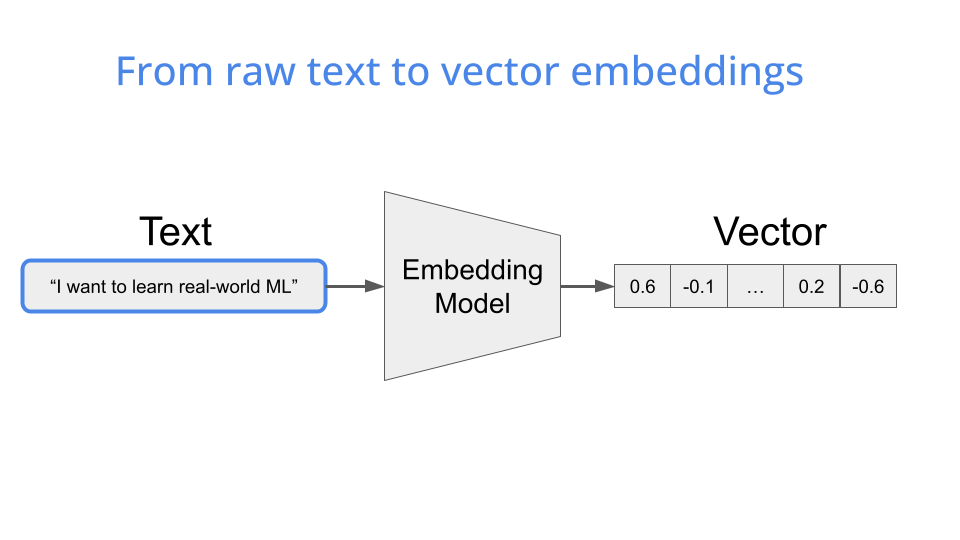 From raw text to vector embeddings
Text
“I want to learn real-world ML”
Embedding
Model
Vector
0.6 -0.1 … 0.2 -0.6